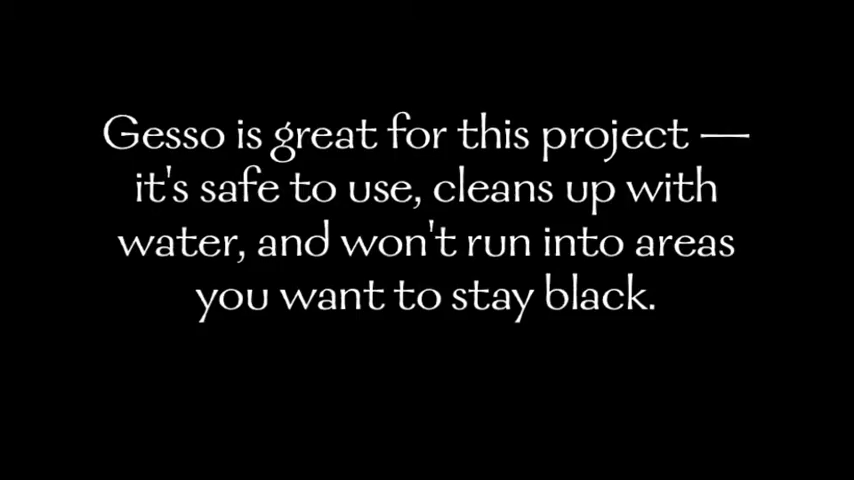 Gesso is great for this project —
it's safe to use, cleans up with
water, and won't run into areas
you want to stay black.